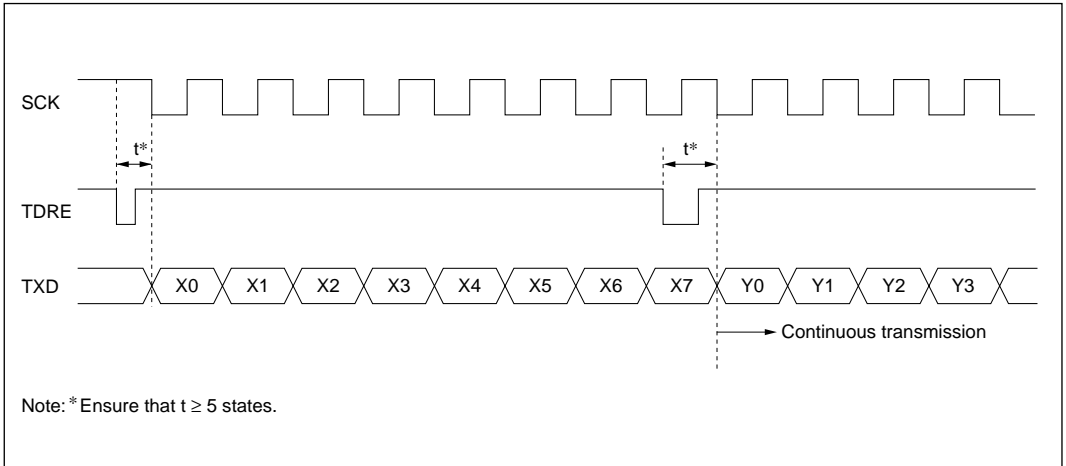 SCK
t*
t*
TDRE
TXD
X0 X1 X2 X3 X4 X5 X6 X7 Y0 Y1 Y2 Y3
Continuous transmission
Note: * Ensure that t ≥ 5 states.